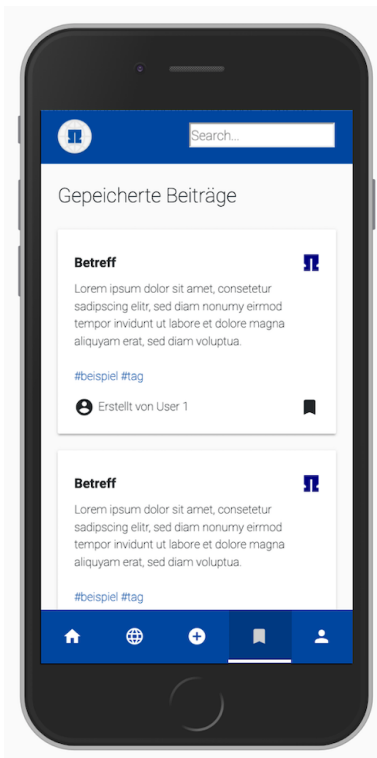 Search...
Gepeicherte Beiträge
Betreff
Lorem ipsum dolor sit amet, consetetur
sadipscing elitr, sed diam nonumy eirmod
tempor invidunt ut labore et dolore magna
aliquyam erat, sed diam voluptua.
#beispiel #tag
Erstellt von User 1
Betreff
Lorem ipsum dolor sit amet, consetetur
sadipscing elitr, sed diam nonumy eirmod
tempor invidunt ut labore et dolore magna
aliquyam erat, sed diam voluptua.
#beispiel #tag